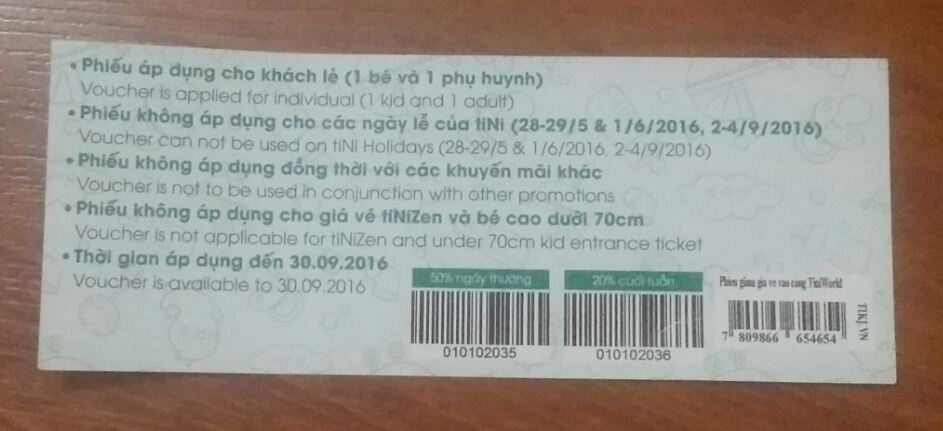 • Phiếu áp dụng cho khách lẻ (1 bé và 1 phụ huynh)
Voucher is applied for individual (1 kid and 1 adult)
• Phiếu không áp dụng cho các ngày lễ của tiNi (28-29/5 & 1/6/2016, 2-4/9/2016)
Voucher can not be used on tiNi Holidays (28-29/5 & 1/6/2016, 2-4/9/2016)
• Phiếu không áp dụng đồng thời với các khuyến mãi khác
Voucher is not to be used in conjunction with other promotions
• Phiếu không áp dụng cho giá vé tiNiZen và bé cao dưới 70cm
Voucher is not applicable for tiNiZen and under 70cm kid entrance ticket
• Thời gian áp dụng đến 30.09.2016
Voucher is available to 30.09.2016
50% ngày thường
010102035
20% cuối tuần
010102036
Phieu giam gia ve vao cong TiniWorld
7 809866 654654
TIKI.VN